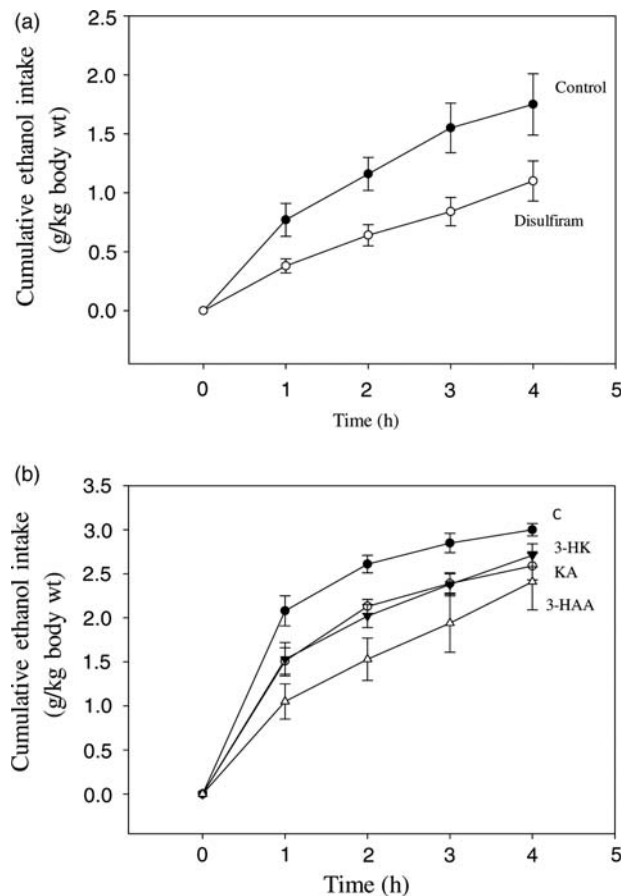 (a)
Cumulative ethanol intake
(g/kg body wt)
2.5
2.0
1.5
1.0
0.5
0.0
Control
Disulfiram
0 1 2 3 4 5
Time (h)
(b)
Cumulative ethanol intake
(g/kg body wt)
3.5
3.0
2.5
2.0
1.5
1.0
0.5
0.0
C
3-HK
KA
3-HAA
0 1 2 3 4 5
Time (h)